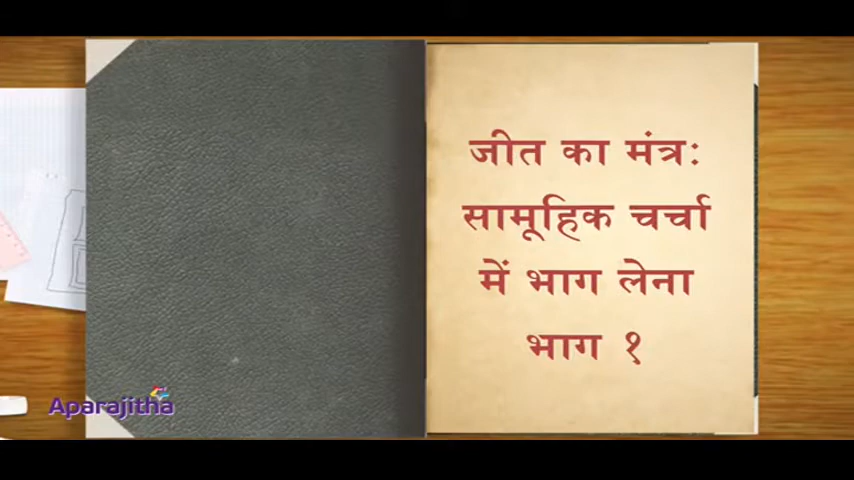 जीत का मंत्र:
सामूहिक चर्चा
में भाग लेना
भाग १
Aparajitha